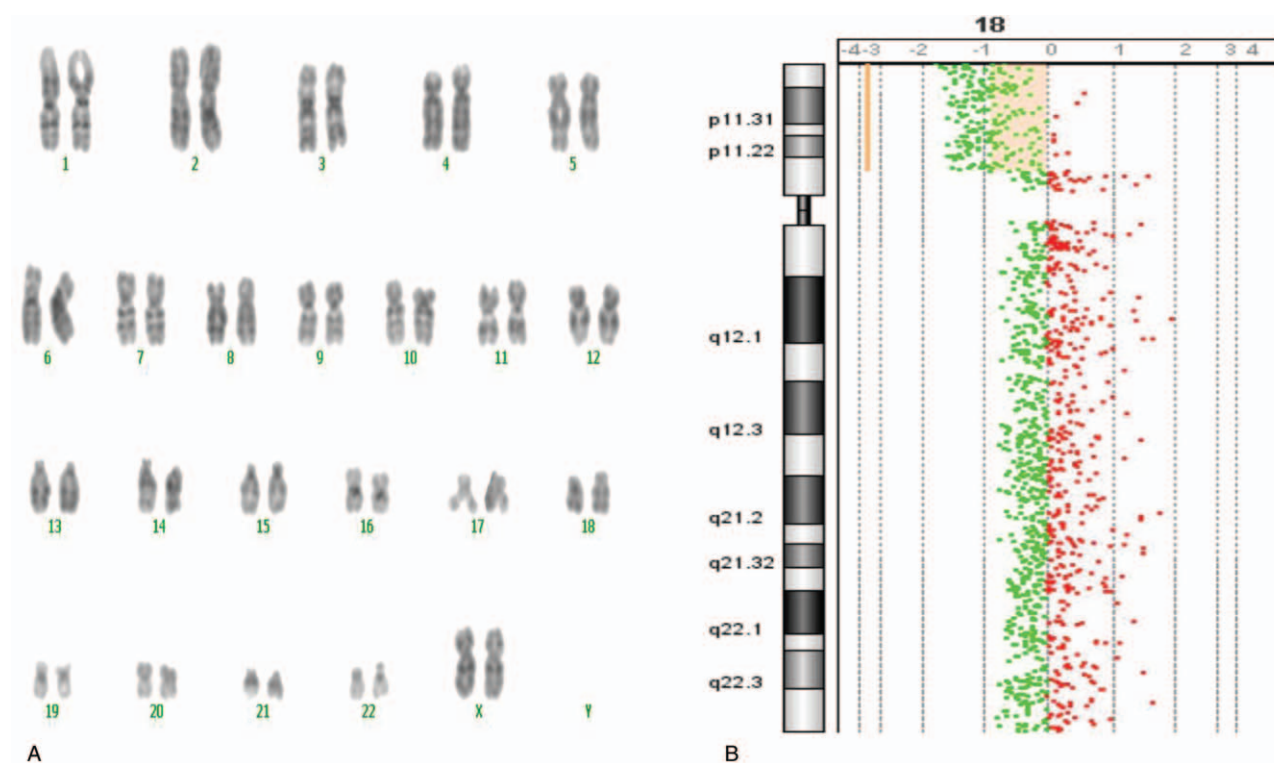 1 2 3 4 5
6 7 8 9 10 11 12
13 14 15 16 17 18
19 20 21 22 X Y
A
18
-4 -3 -2 -1 0 1 2 3 4
p11.31
p11.22
q12.1
q12.3
q21.2
q21.32
q22.1
q22.3
B